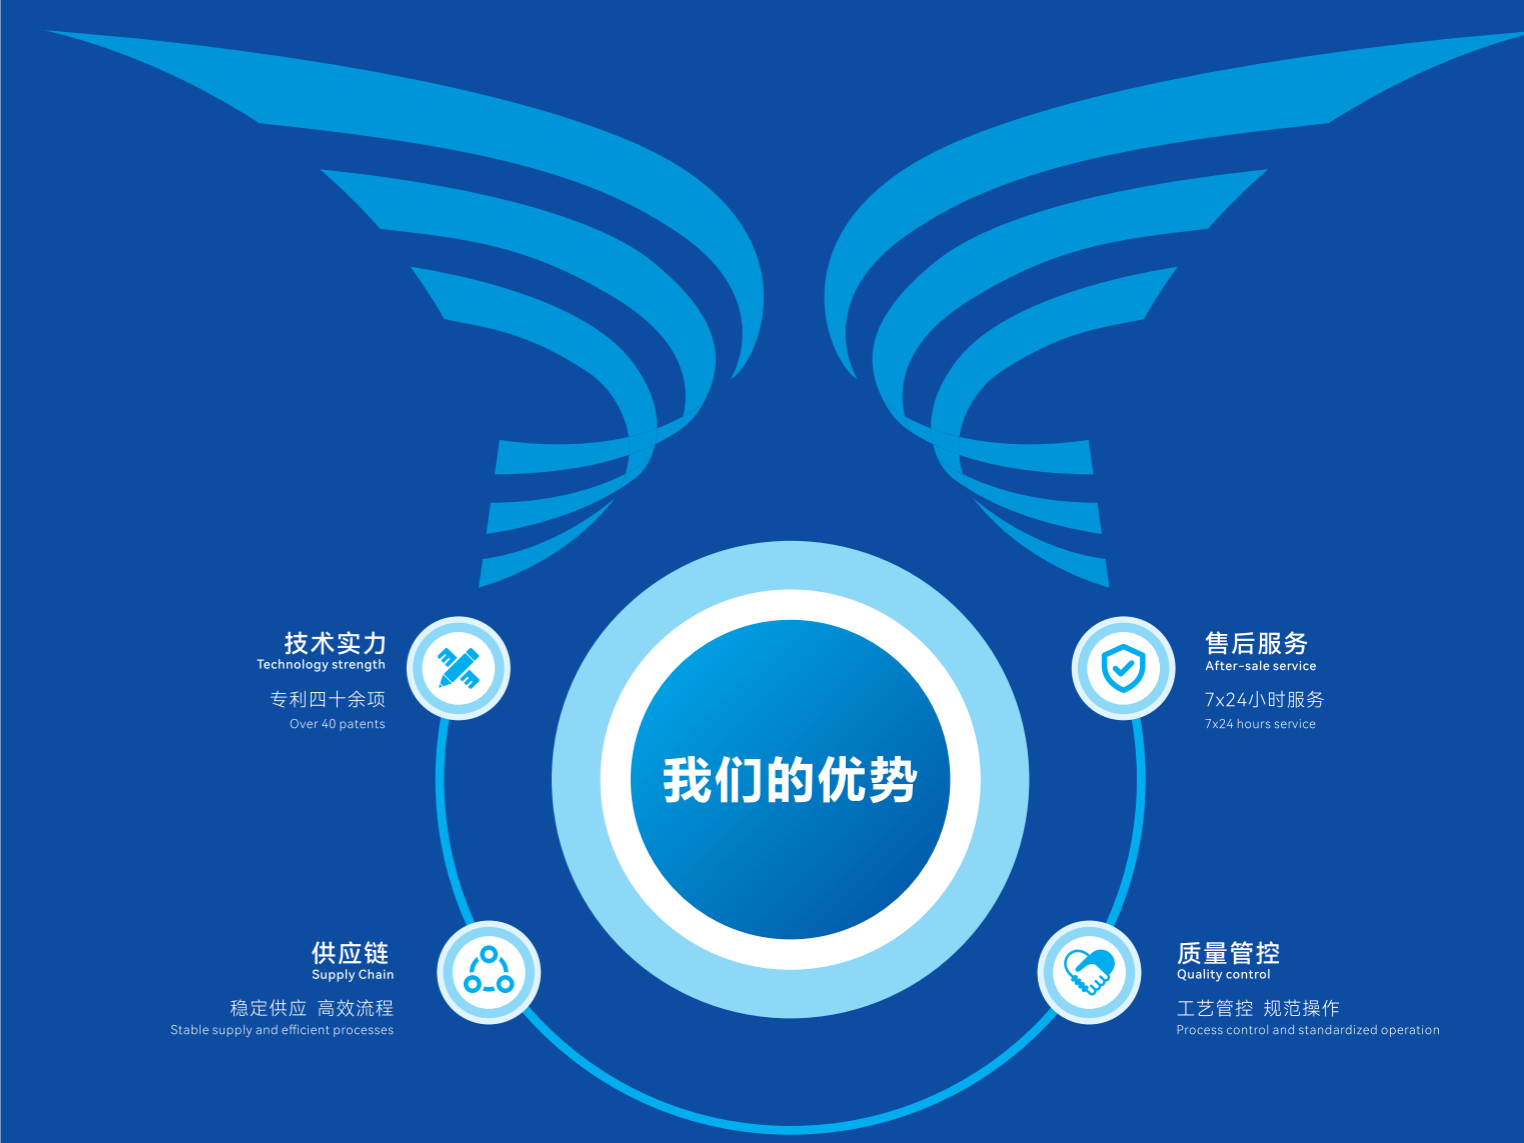 技术实力
Technology strength
专利四十余项
Over 40 patents
售后服务
After-sale service
7x24小时服务
7x24 hours service
我们的优势
供应链
Supply Chain
稳定供应 高效流程
Stable supply and efficient processes
质量管控
Quality control
工艺管控 规范操作
Process control and standardized operation